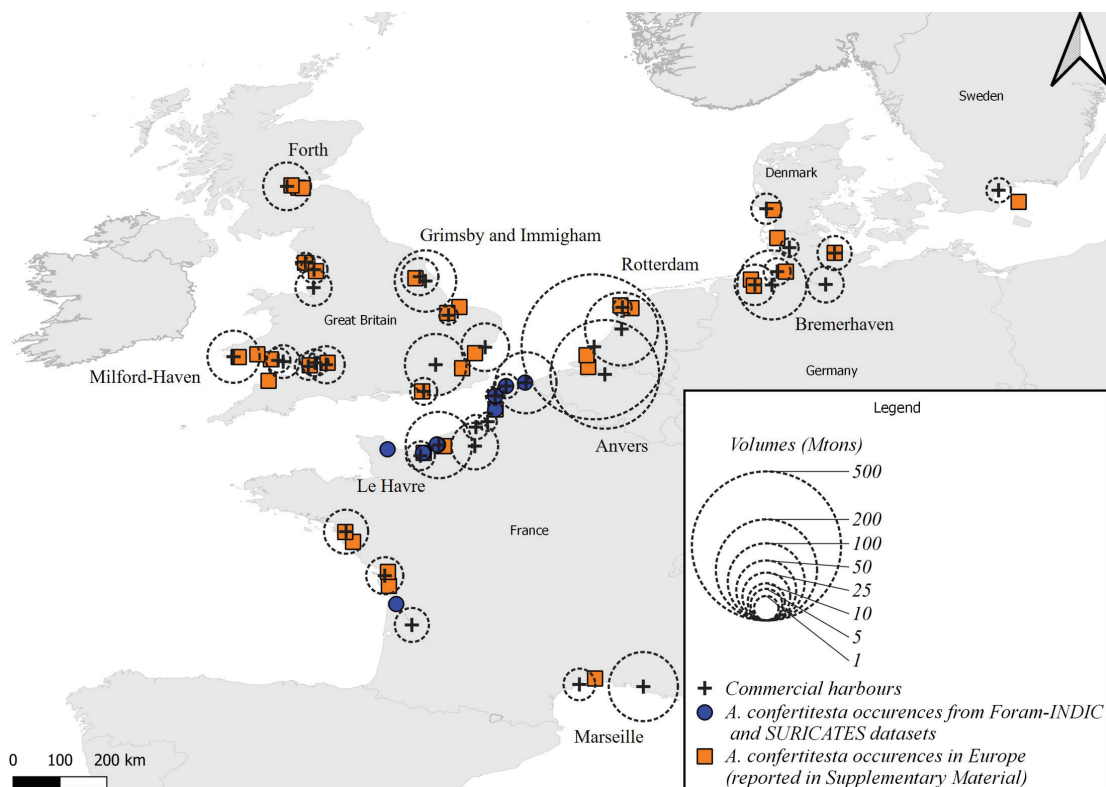 Sweden
Forth
Denmark
Grimsby and Immigham
Rotterdam
Great Britain
Bremerhaven
Milford-Haven
Germany
Anvers
Le Havre
France
Marseille
0 100 200 km
Legend
Volumes (Mtons)
500
200
100
50
25
10
5
1
Commercial harbours
A. confertitesta occurences from Foram-INDIC
and SURICATES datasets
A. confertitesta occurences in Europe
(reported in Supplementary Material)